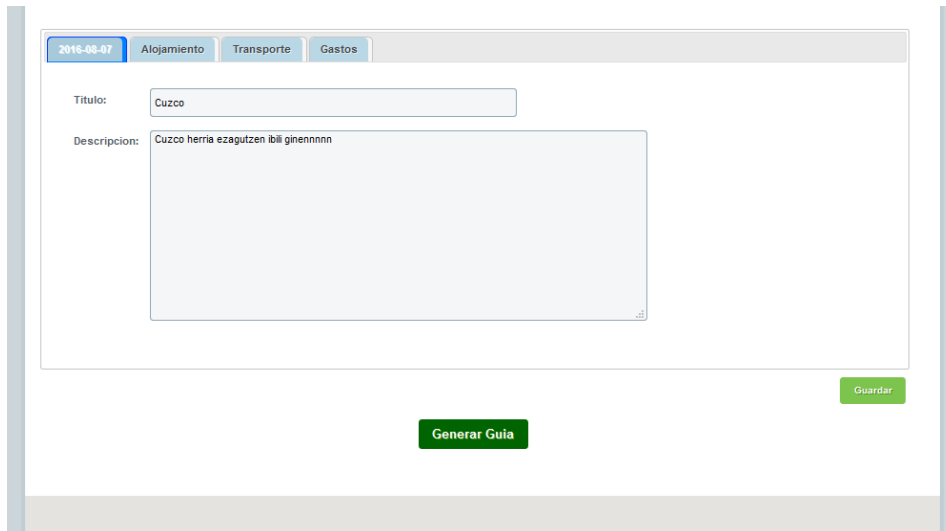 2016-08-07 Alojamiento Transporte Gastos
Titulo: Cuzco
Descripcion: Cuzco herria ezagutzen ibili ginennnnn
Guardar
Generar Guia